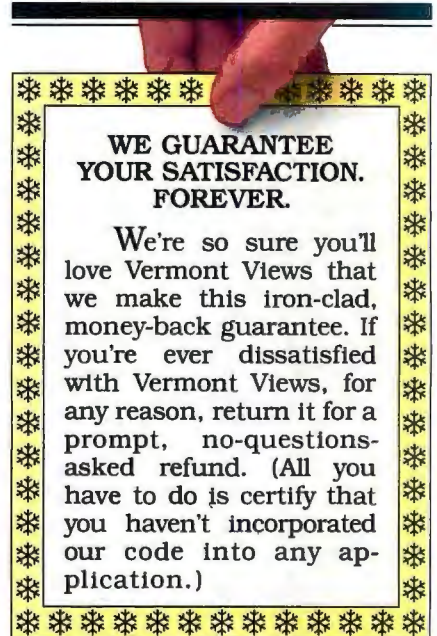 WE GUARANTEE
YOUR SATISFACTION.
FOREVER.
We're so sure you'll
love Vermont Views that
we make this iron-clad,
money-back guarantee. If
you're ever dissatisfied
with Vermont Views, for
any reason, return it for a
prompt, no-questions-
asked refund. (All you
have to do is certify that
you haven't incorporated
our code into any ap-
plication.)